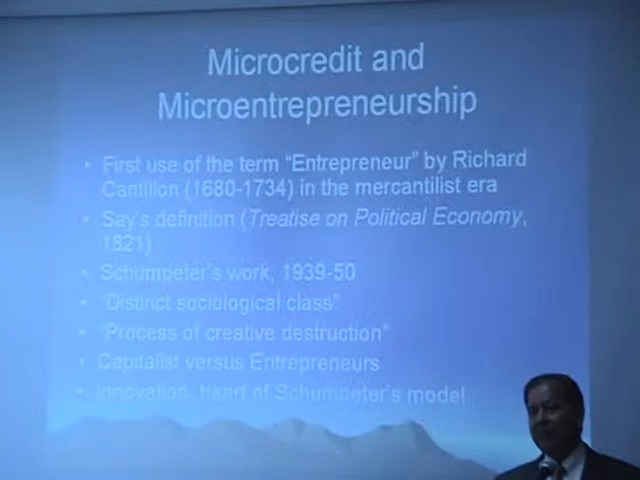 Microcredit and
Microentrepreneurship
• First use of the term “Entrepreneur” by Richard
Cantillon (1680-1734) in the mercantilist era
• Say's definition (Treatise on Political Economy,
1821)
• Schumpeter's work, 1939-50
• “Distinct sociological class”
• “Process of creative destruction”
• Capitalist versus Entrepreneurs
• Innovation, heart of Schumpeter's model